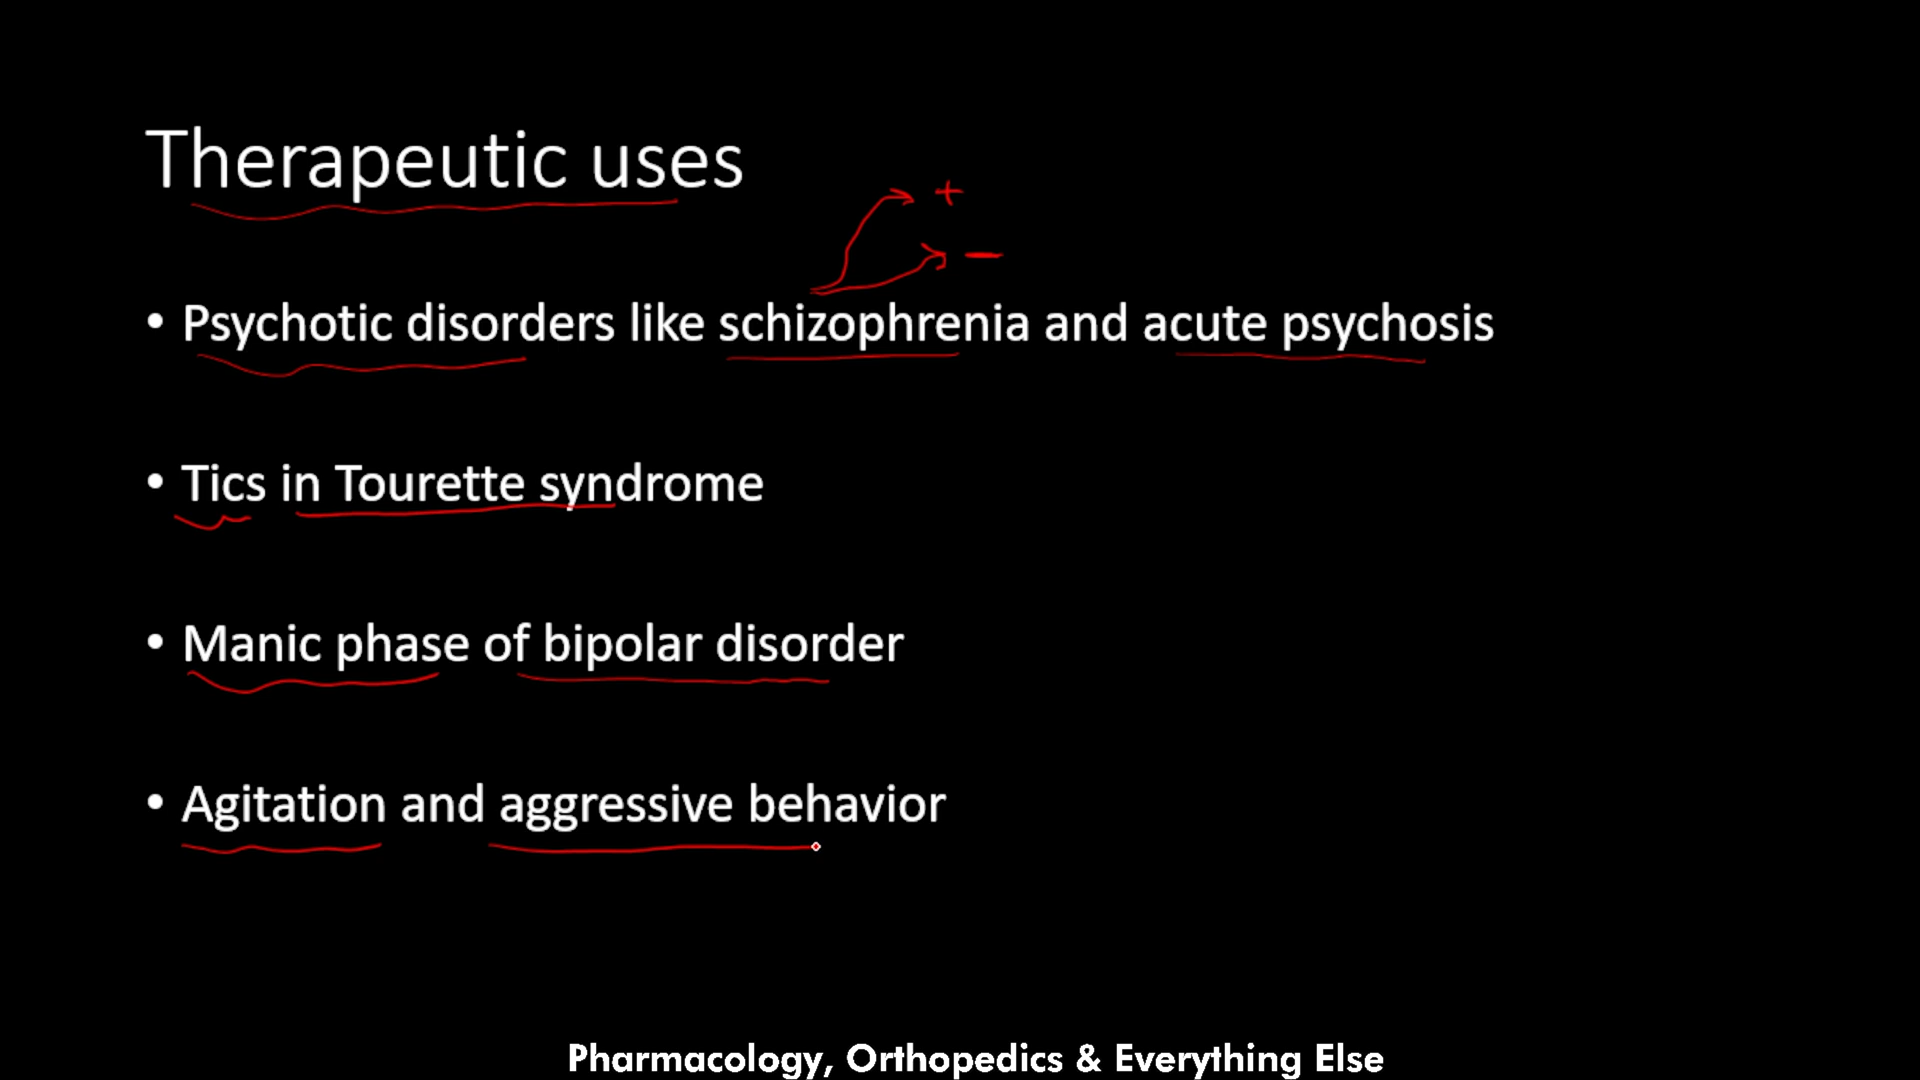 Therapeutic uses
+
–
• Psychotic disorders like schizophrenia and acute psychosis
• Tics in Tourette syndrome
• Manic phase of bipolar disorder
• Agitation and aggressive behavior
Pharmacology, Orthopedics & Everything Else